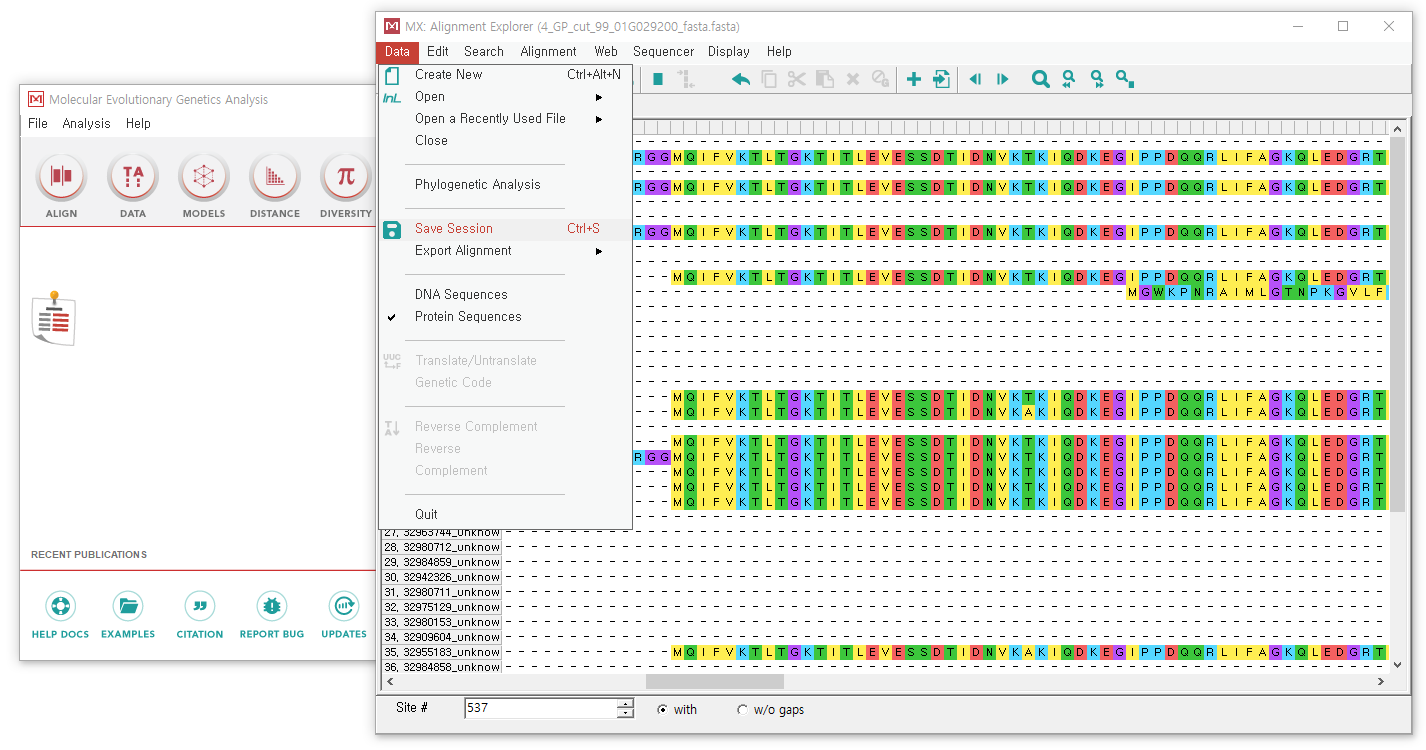 MX: Alignment Explorer (4_GP_cut_99_01G029200_fasta.fasta)
Data Edit Search Alignment Web Sequencer Display Help
Molecular Evolutionary Genetics Analysis
File Analysis Help
ALIGN DATA MODELS DISTANCE DIVERSITY
RECENT PUBLICATIONS
HELP DOCS EXAMPLES CITATION REPORT BUG UPDATES
Create New Ctrl+Alt+N
Open
Open a Recently Used File
Close
Phylogenetic Analysis
Save Session Ctrl+S
Export Alignment
DNA Sequences
Protein Sequences
Translate/Untranslate
Genetic Code
Reverse Complement
Reverse
Complement
Quit
RGGMQIFVKTLTGKTITLEVESSDTIDNVKTKIQDKEGIPPDQQRLIFAGKQLEDGRT
RGGMQIFVKTLTGKTITLEVESSDTIDNVKTKIQDKEGIPPDQQRLIFAGKQLEDGRT
RGGMQIFVKTLTGKTITLEVESSDTIDNVKTKIQDKEGIPPDQQRLIFAGKQLEDGRT
---MQIFVKTLTGKTITLEVESSDTIDNVKTKIQDKEGIPPDQQRLIFAGKQLEDGRT
MGWKPNRAIMLGTNPKGVLF
---MQIFVKTLTGKTITLEVESSDTIDNVKTKIQDKEGIPPDQQRLIFAGKQLEDGRT
---MQIFVKTLTGKTITLEVESSDTIDNVKAKIQDKEGIPPDQQRLIFAGKQLEDGRT
---MQIFVKTLTGKTITLEVESSDTIDNVKTKIQDKEGIPPDQQRLIFAGKQLEDGRT
RGGMQIFVKTLTGKTITLEVESSDTIDNVKTKIQDKEGIPPDQQRLIFAGKQLEDGRT
---MQIFVKTLTGKTITLEVESSDTIDNVKTKIQDKEGIPPDQQRLIFAGKQLEDGRT
---MQIFVKTLTGKTITLEVESSDTIDNVKTKIQDKEGIPPDQQRLIFAGKQLEDGRT
---MQIFVKTLTGKTITLEVESSDTIDNVKTKIQDKEGIPPDQQRLIFAGKQLEDGRT
27, 32963744_unknow
28, 32980712_unknow
29, 32984859_unknow
30, 32942326_unknow
31, 32980711_unknow
32, 32975129_unknow
33, 32980153_unknow
34, 32909604_unknow
35, 32955183_unknow MQIFVKTLTGKTITLEVESSDTIDNVKAKIQDKEGIPPDQQRLIFAGKQLEDGRT
36, 32984858_unknow
Site # 537 with w/o gaps